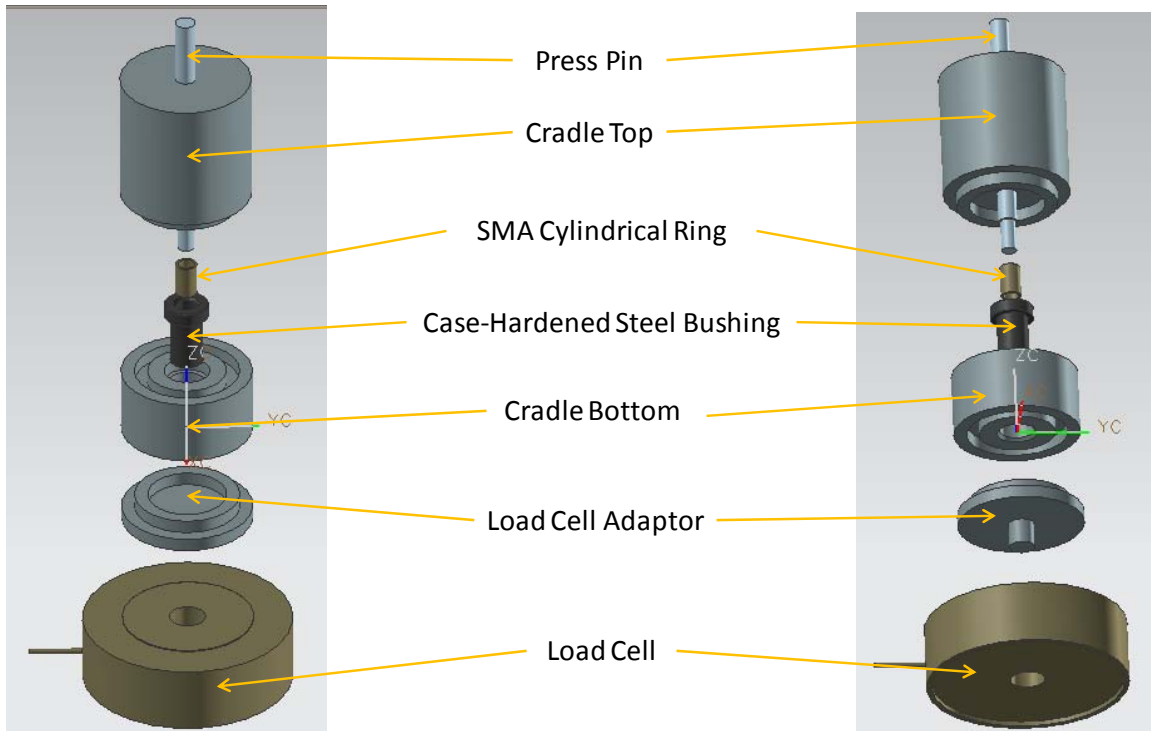 Press Pin
Cradle Top
SMA Cylindrical Ring
Case-Hardened Steel Bushing
ZC
ZC
Cradle Bottom
YC
YC
Load Cell Adaptor
Load Cell